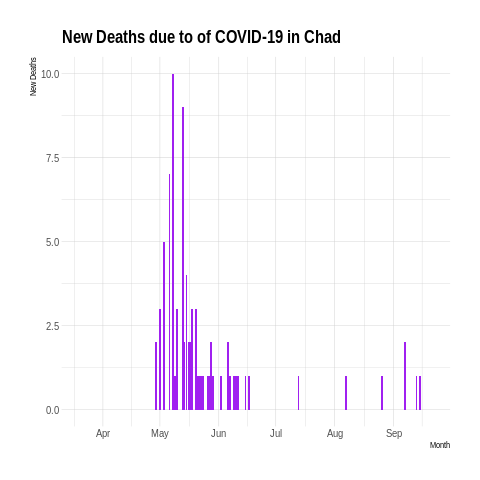 New Deaths due to of COVID-19 in Chad
New Deaths
10.0
7.5
5.0
2.5
0.0
Apr May Jun Jul Aug Sep
Month